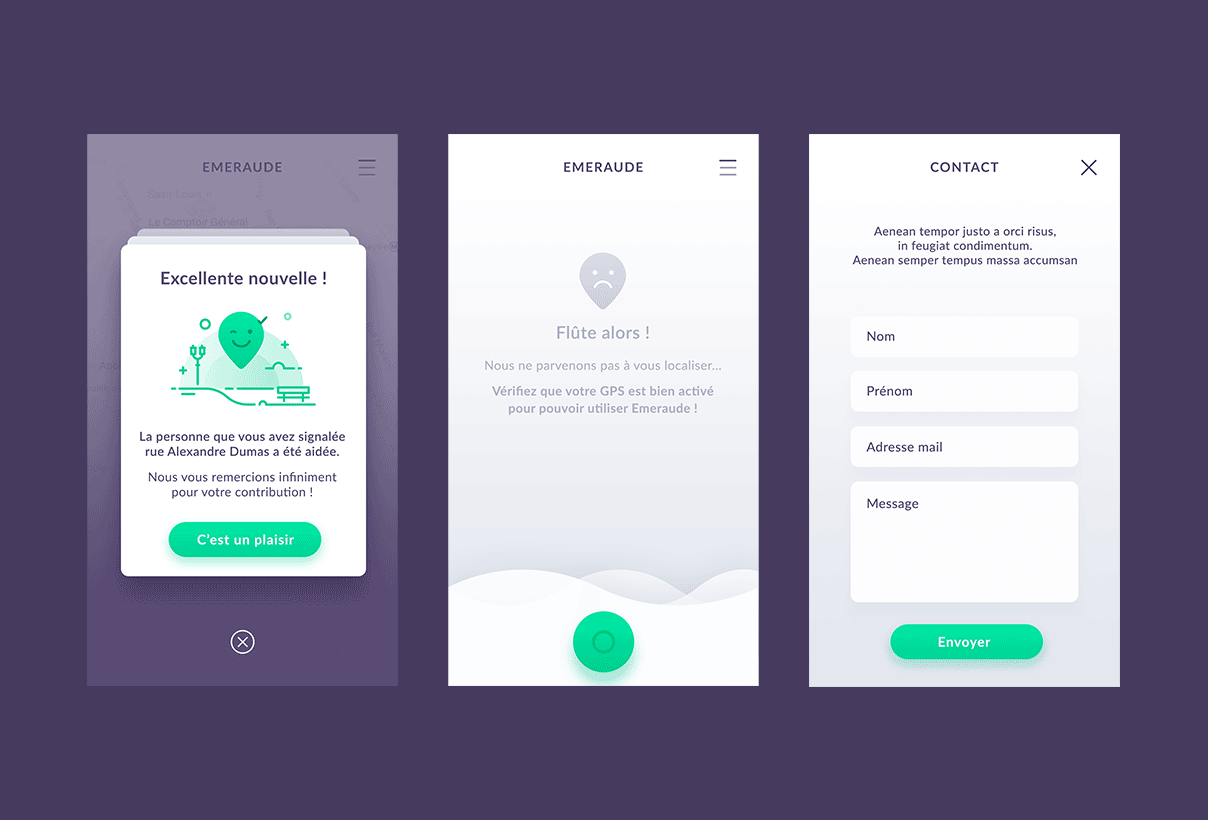 EMERAUDE
Saint-Louis
Le Comptoir Général
Excellente nouvelle !
La personne que vous avez signalée
rue Alexandre Dumas a été aidée.
Nous vous remercions infiniment
pour votre contribution !
C'est un plaisir
EMERAUDE
Flûte alors !
Nous ne parvenons pas à vous localiser...
Vérifiez que votre GPS est bien activé
pour pouvoir utiliser Emeraude !
CONTACT
Aenean tempor justo a orci risus,
in feugiat condimentum.
Aenean semper tempus massa accumsan
Nom
Prénom
Adresse mail
Message
Envoyer